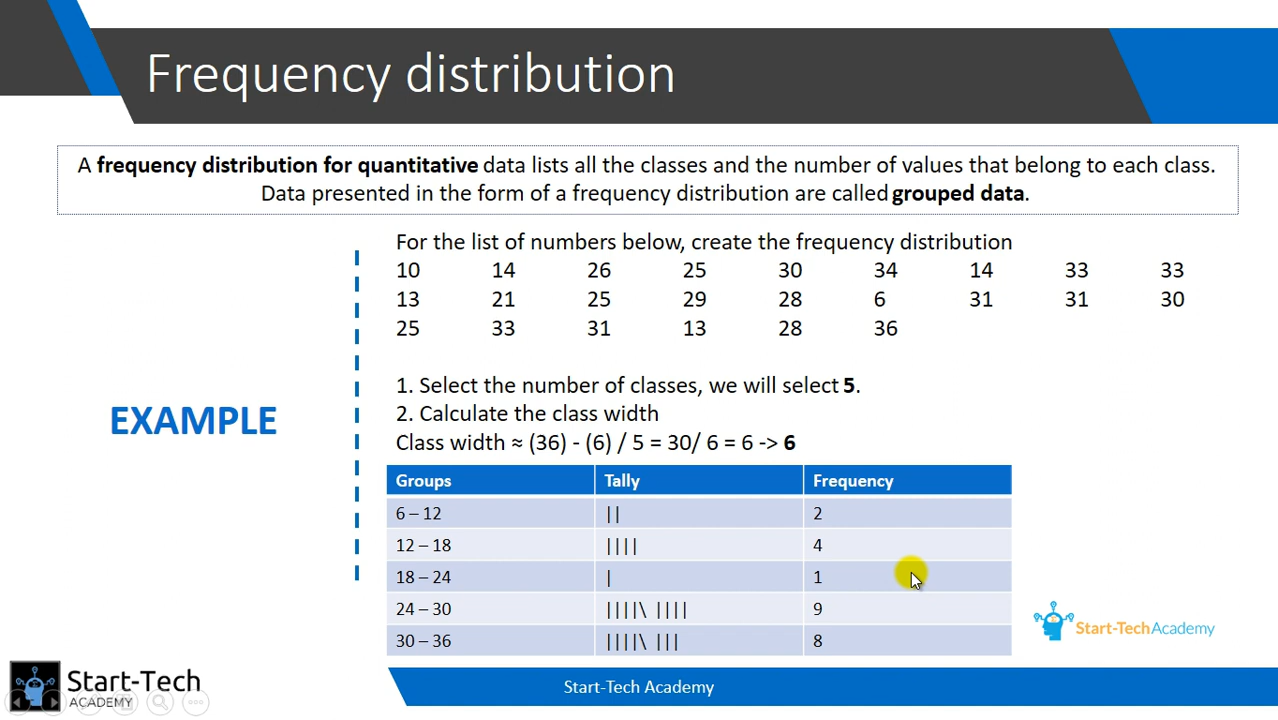 Frequency distribution
A frequency distribution for quantitative data lists all the classes and the number of values that belong to each class.
Data presented in the form of a frequency distribution are called grouped data.
For the list of numbers below, create the frequency distribution
10 14 26 25 30 34 14 33 33
13 21 25 29 28 6 31 31 30
25 33 31 13 28 36
EXAMPLE
1. Select the number of classes, we will select 5.
2. Calculate the class width
Class width ≈ (36) - (6) / 5 = 30/ 6 = 6 -> 6
Groups Tally Frequency
6 – 12 || 2
12 – 18 |||| 4
18 – 24 | 1
24 – 30 ||||\ |||| 9
30 – 36 ||||\ ||| 8
Start-TechAcademy
Start-Tech
ACADEMY
Start-Tech Academy